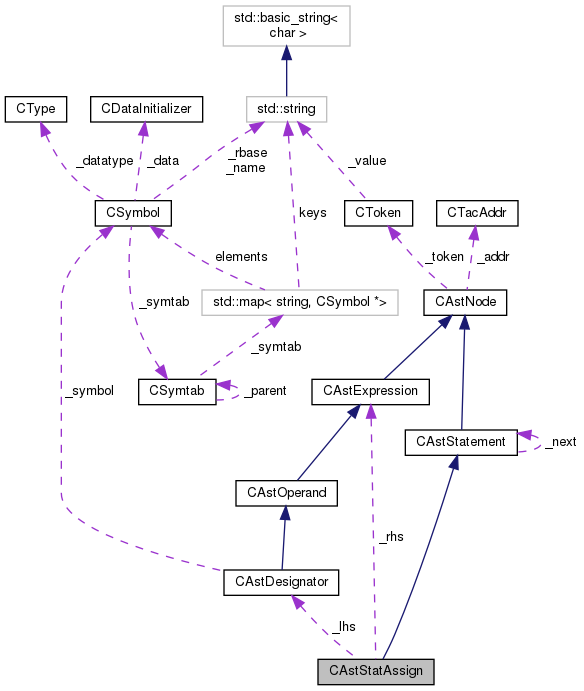 std::basic_string<
char >
CType
CDataInitializer
std::string
_datatype
_data
_rbase
_name
_value
keys
CSymbol
CToken
CTacAddr
elements
_token
_addr
_symtab
std::map< string, CSymbol *>
CAstNode
_symtab
_symbol
CSymtab
_parent
CAstExpression
CAstStatement
_next
CAstOperand
_rhs
CAstDesignator
_lhs
CAstStatAssign